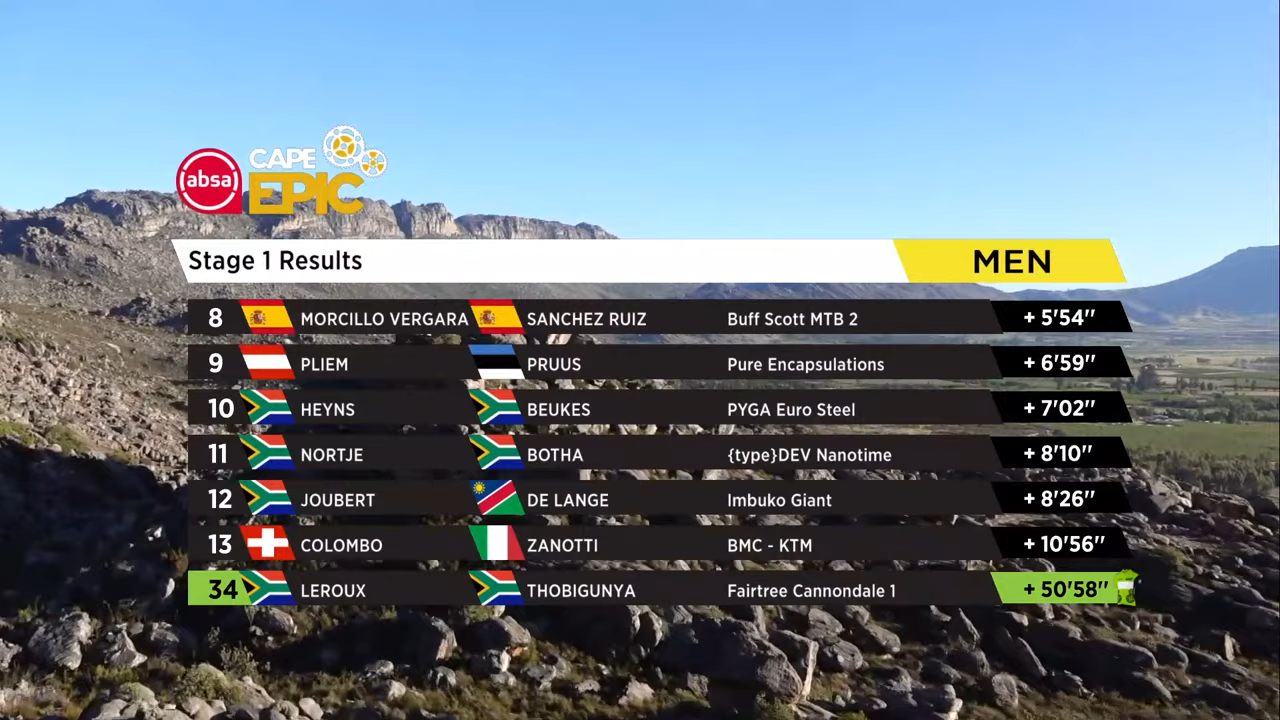 absa CAPE EPIC
Stage 1 Results MEN
8 MORCILLO VERGARA SANCHEZ RUIZ Buff Scott MTB 2 + 5'54''
9 PLIEM PRUUS Pure Encapsulations + 6'59''
10 HEYNS BEUKES PYGA Euro Steel + 7'02''
11 NORTJE BOTHA {type}DEV Nanotime + 8'10''
12 JOUBERT DE LANGE Imbuko Giant + 8'26''
13 COLOMBO ZANOTTI BMC - KTM + 10'56''
34 LEROUX THOBIGUNYA Fairtree Cannondale 1 + 50'58''